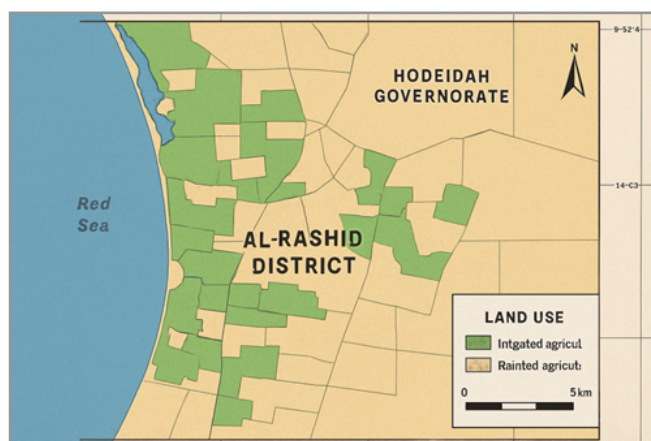 9-52'4
N
HODEIDAH
GOVERNORATE
14-C3
Red
Sea
AL-RASHID
DISTRICT
LAND USE
Intgated agricul.
Rainted agricut
0
5 km